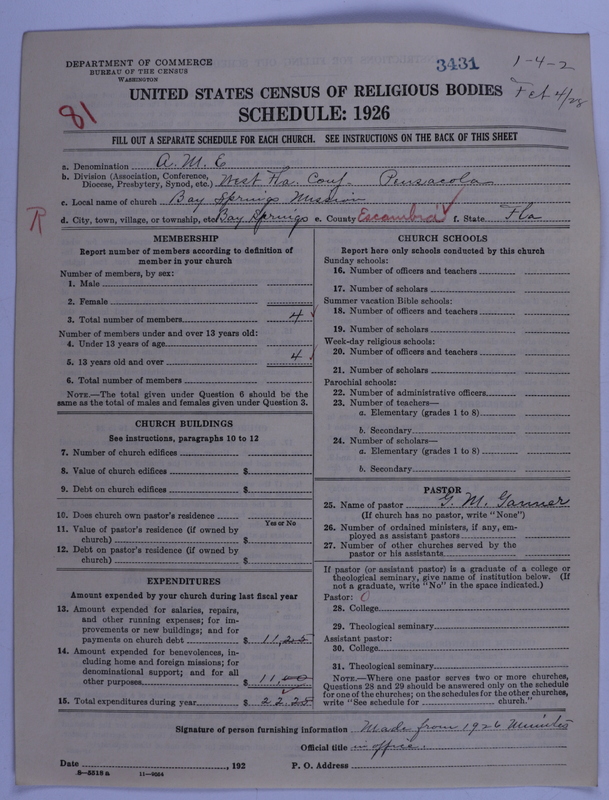 DEPARTMENT OF COMMERCE
BUREAU OF THE CENSUS
WASHINGTON
3431
1-4-2
UNITED STATES CENSUS OF RELIGIOUS BODIES
SCHEDULE: 1926
81
FILL OUT A SEPARATE SCHEDULE FOR EACH CHURCH. SEE INSTRUCTIONS ON THE BACK OF THIS SHEET
a. Denomination A. M. E
b. Division (Association, Conference, Diocese, Presbytery, Synod, etc.) West Fla. Conf. Pensacola
c. Local name of church Bay Springs Mission
R
d. City, town, village, or township, etc. Bay Springs e. County Escambia f. State Fla
MEMBERSHIP
Report number of members according to definition of
member in your church
Number of members, by sex:
1. Male
2. Female
3. Total number of members 4
Number of members under and over 13 years old:
4. Under 13 years of age
5. 13 years old and over 4
6. Total number of members
NOTE.—The total given under Question 6 should be
same as the total of males and females given under Question 3.
CHURCH BUILDINGS
See instructions, paragraphs 10 to 12
7. Number of church edifices
8. Value of church edifices $
9. Debt on church edifices $
10. Does church own pastor's residence?
Yes or No
11. Value of pastor's residence (if owned by
church) $
12. Debt on pastor's residence (if owned by
church) $
EXPENDITURES
Amount expended by your church during last fiscal year
13. Amount expended for salaries, repairs,
and other running expenses; for im-
provements or new buildings; and for
payments on church debt $ 11.25
14. Amount expended for benevolences, in-
cluding home and foreign missions; for
denominational support; and for all
other purposes $ 11 00
15. Total expenditures during year $ 22.25
CHURCH SCHOOLS
Report here only schools conducted by this church
Sunday schools:
16. Number of officers and teachers
17. Number of scholars
Summer vacation Bible schools:
18. Number of officers and teachers
19. Number of scholars
Week-day religious schools:
20. Number of officers and teachers
21. Number of scholars
Parochial schools:
22. Number of administrative officers
23. Number of teachers—
a. Elementary (grades 1 to 8)
b. Secondary
24. Number of scholars—
a. Elementary (grades 1 to 8)
b. Secondary
PASTOR
25. Name of pastor G. M. Ganner
(If church has no pastor, write "None")
26. Number of ordained ministers, if any, em-
ployed as assistant pastors
27. Number of other churches served by the
pastor or his assistants
If pastor (or assistant pastor) is a graduate of a college or
theological seminary, give name of institution below. (If
not a graduate, write "No" in the space indicated.)
Pastor: 0
28. College
29. Theological seminary
Assistant pastor:
30. College
31. Theological seminary
NOTE.—Where one pastor serves two or more churches,
Questions 28 and 29 should be answered only on the schedule
for one of the churches; on the schedules for the other churches,
write "See schedule for church."
Signature of person furnishing information Made from 1926 Minutes
Official title in office.
Date , 192 P. O. Address
8—5518a 11—9054